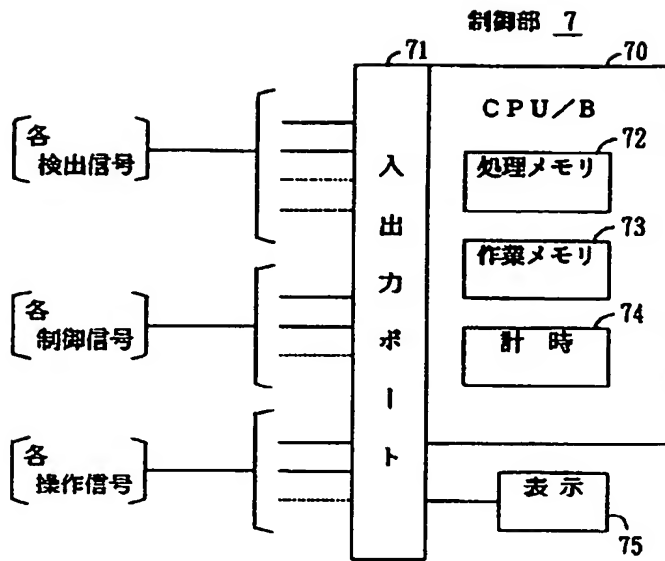 制御部 7
71
70
CPU/B
72
処理メモリ
73
作業メモリ
74
計時
入出力ポート
各
検出信号
各
制御信号
各
操作信号
表示
75